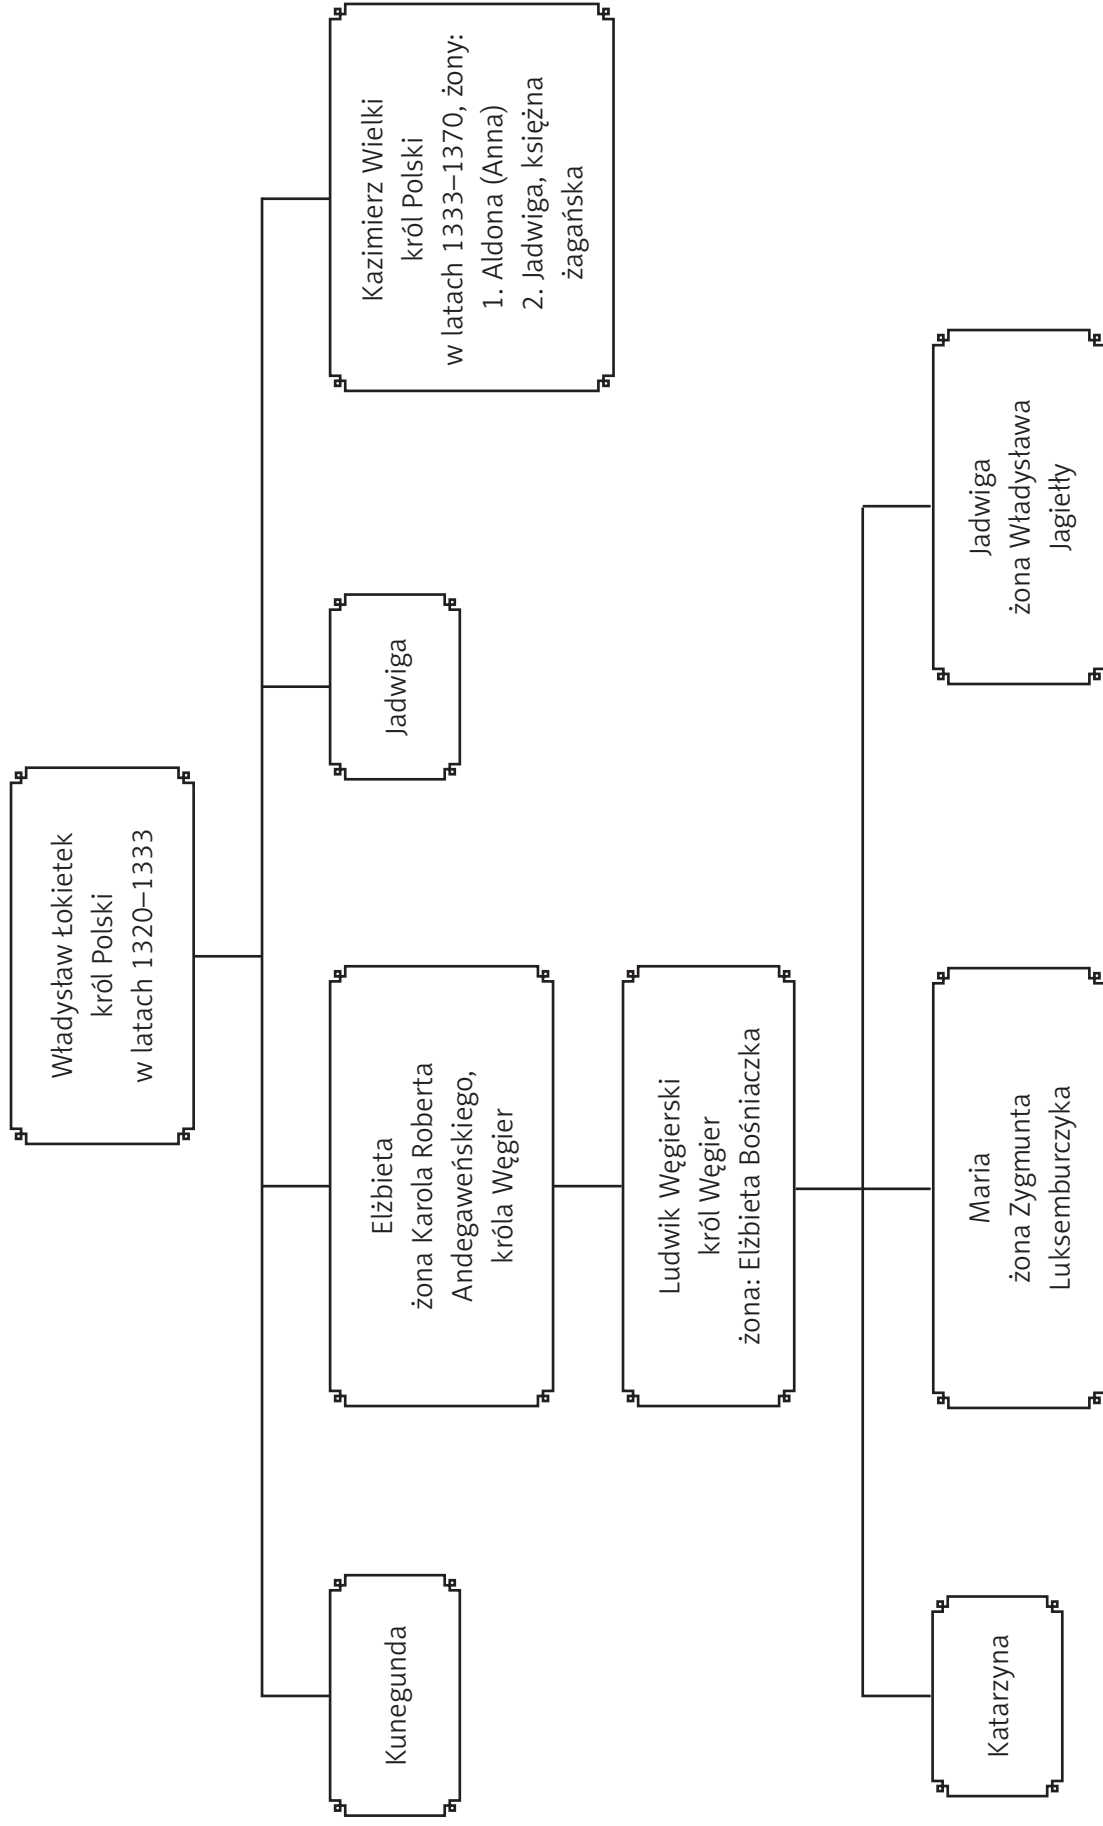 Władysław Łokietek
król Polski
w latach 1320–1333
Kunegunda
Elżbieta
żona Karola Roberta
Andegaweńskiego,
króla Węgier
Jadwiga
Kazimierz Wielki
król Polski
w latach 1333–1370, żony:
1. Aldona (Anna)
2. Jadwiga, księżna
żagańska
Ludwik Węgierski
król Węgier
żona: Elżbieta Bośniaczka
Katarzyna
Maria
żona Zygmunta
Luksemburczyka
Jadwiga
żona Władysława
Jagiełły